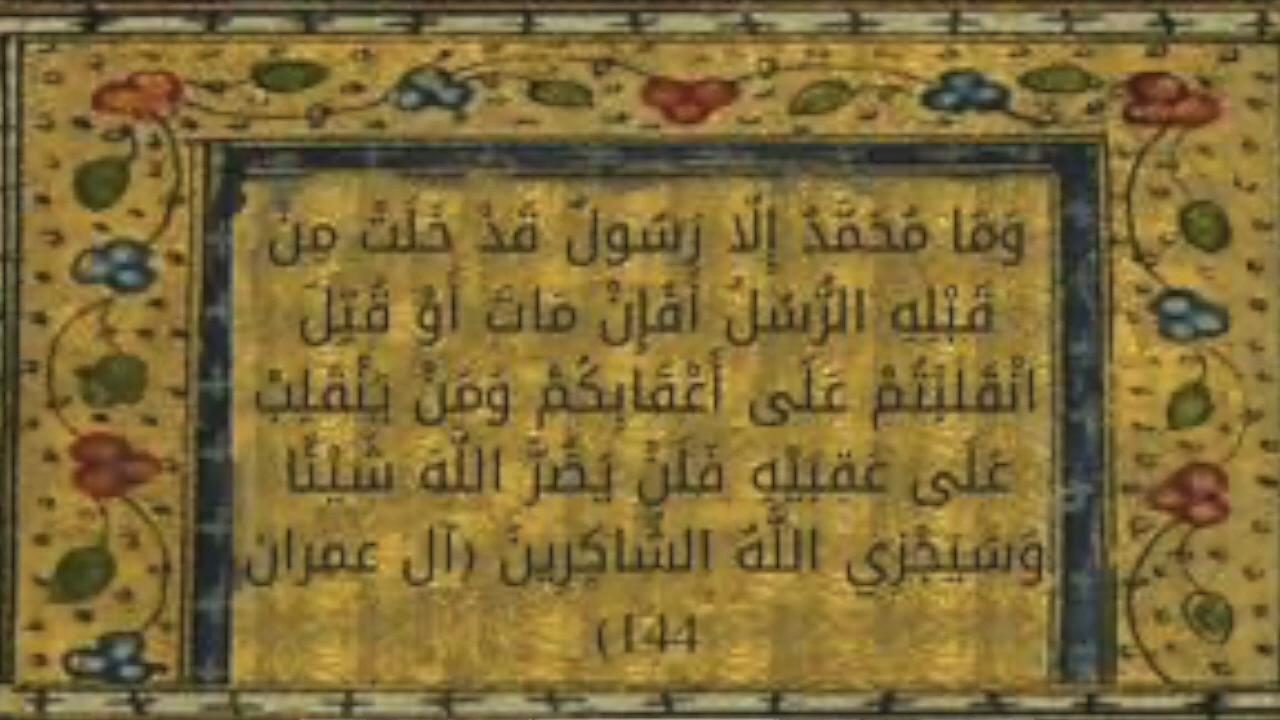 وَمَا مُحَمَّدٌ إِلَّا رَسُولٌ قَدْ خَلَتْ مِن
قَبْلِهِ الرُّسُلُ أَفَإِنْ مَاتَ أَوْ قُتِلَ
انْقَلَبْتُمْ عَلَى أَعْقَابِكُمْ وَمَنْ يَنْقَلِبْ
عَلَى عَقِبَيْهِ فَلَنْ يَضُرَّ اللَّهَ شَيْئًا
وَسَيَجْزِي اللَّهُ الشَّاكِرِينَ (آل عمران
144)